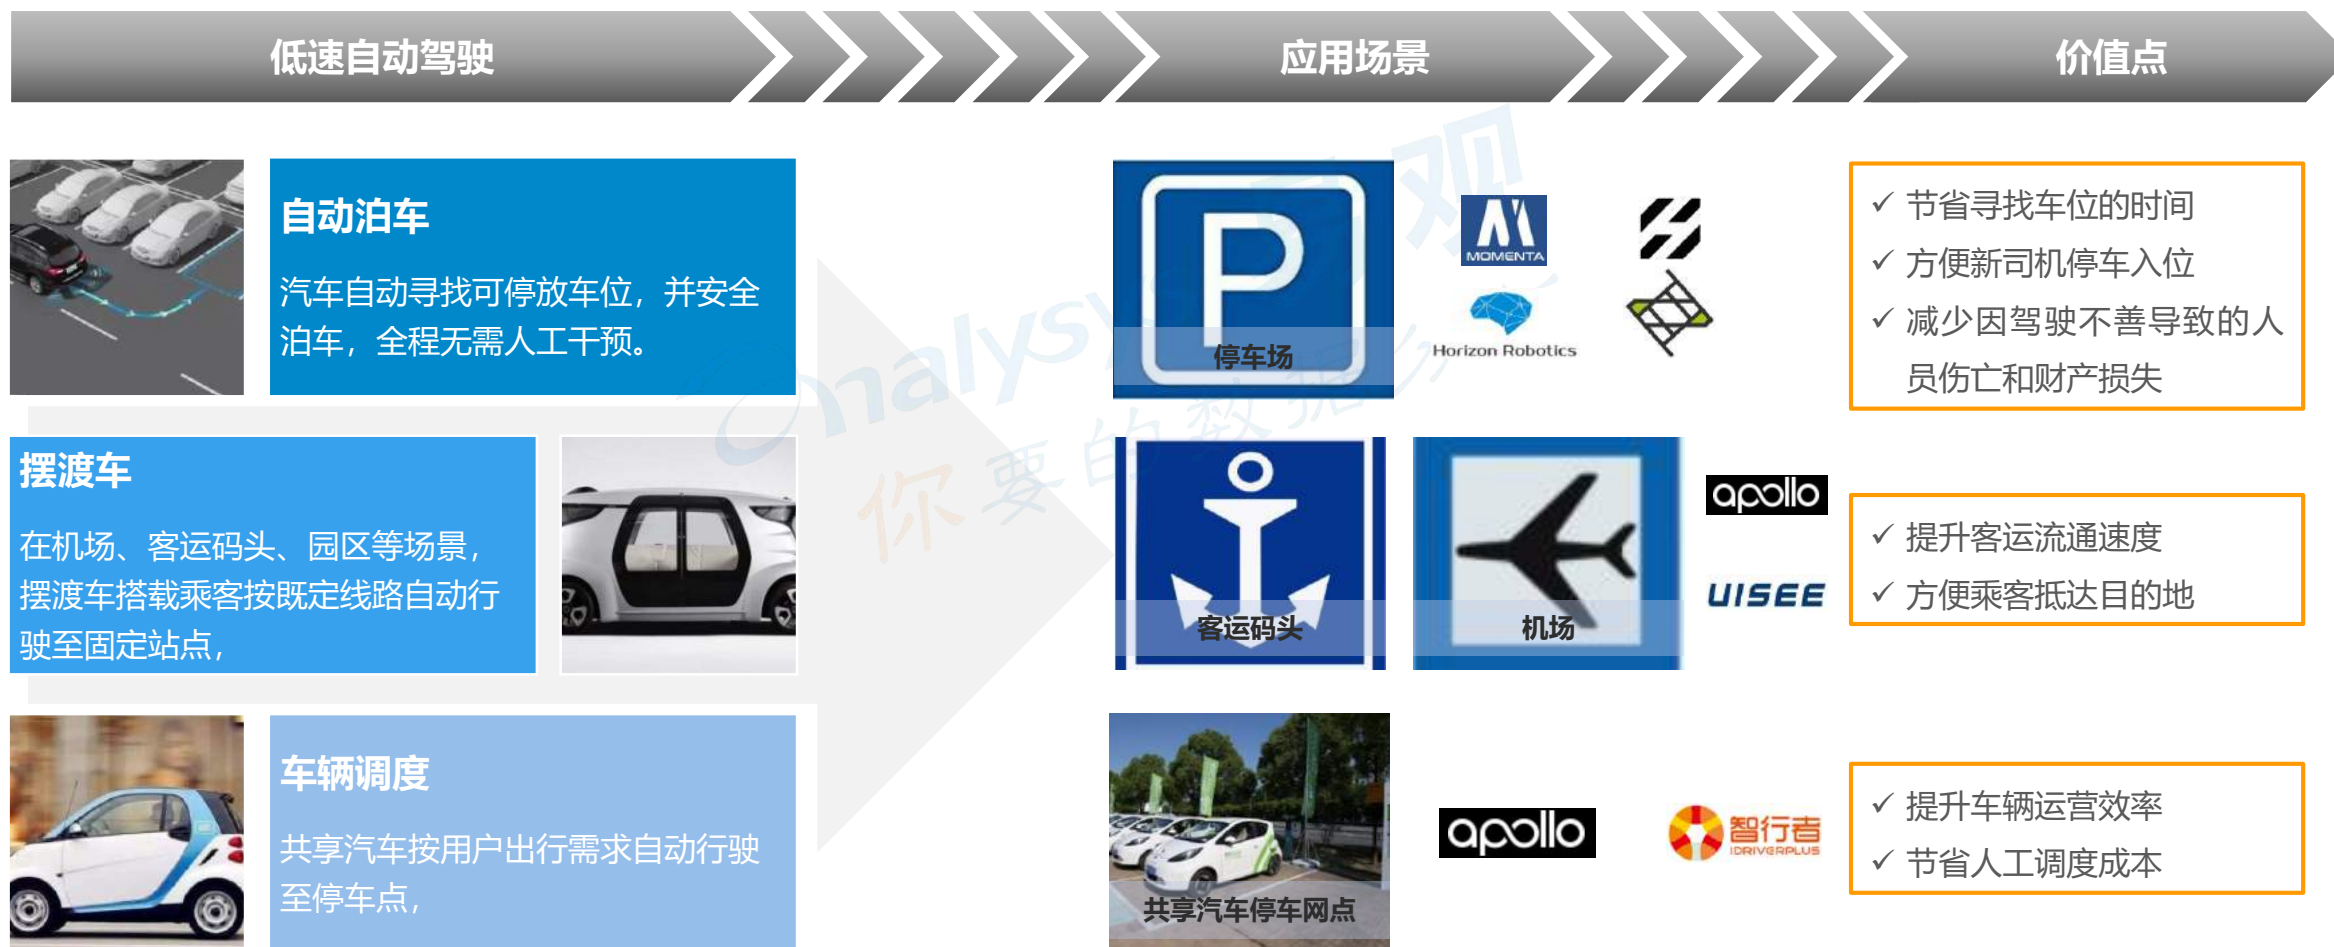 低速自动驾驶
应用场景
价值点
自动泊车
汽车自动寻找可停放车位，并安全
泊车，全程无需人工干预。
P
停车场
MOMENTA
Horizon Robotics
✓ 节省寻找车位的时间
✓ 方便新司机停车入位
✓ 减少因驾驶不善导致的人
员伤亡和财产损失
摆渡车
在机场、客运码头、园区等场景，
摆渡车搭载乘客按既定线路自动行
驶至固定站点，
客运码头
机场
apollo
UISEE
✓ 提升客运流通速度
✓ 方便乘客抵达目的地
车辆调度
共享汽车按用户出行需求自动行驶
至停车点，
共享汽车停车网点
apollo
智行者
IDRIVERPLUS
✓ 提升车辆运营效率
✓ 节省人工调度成本
你要的数据